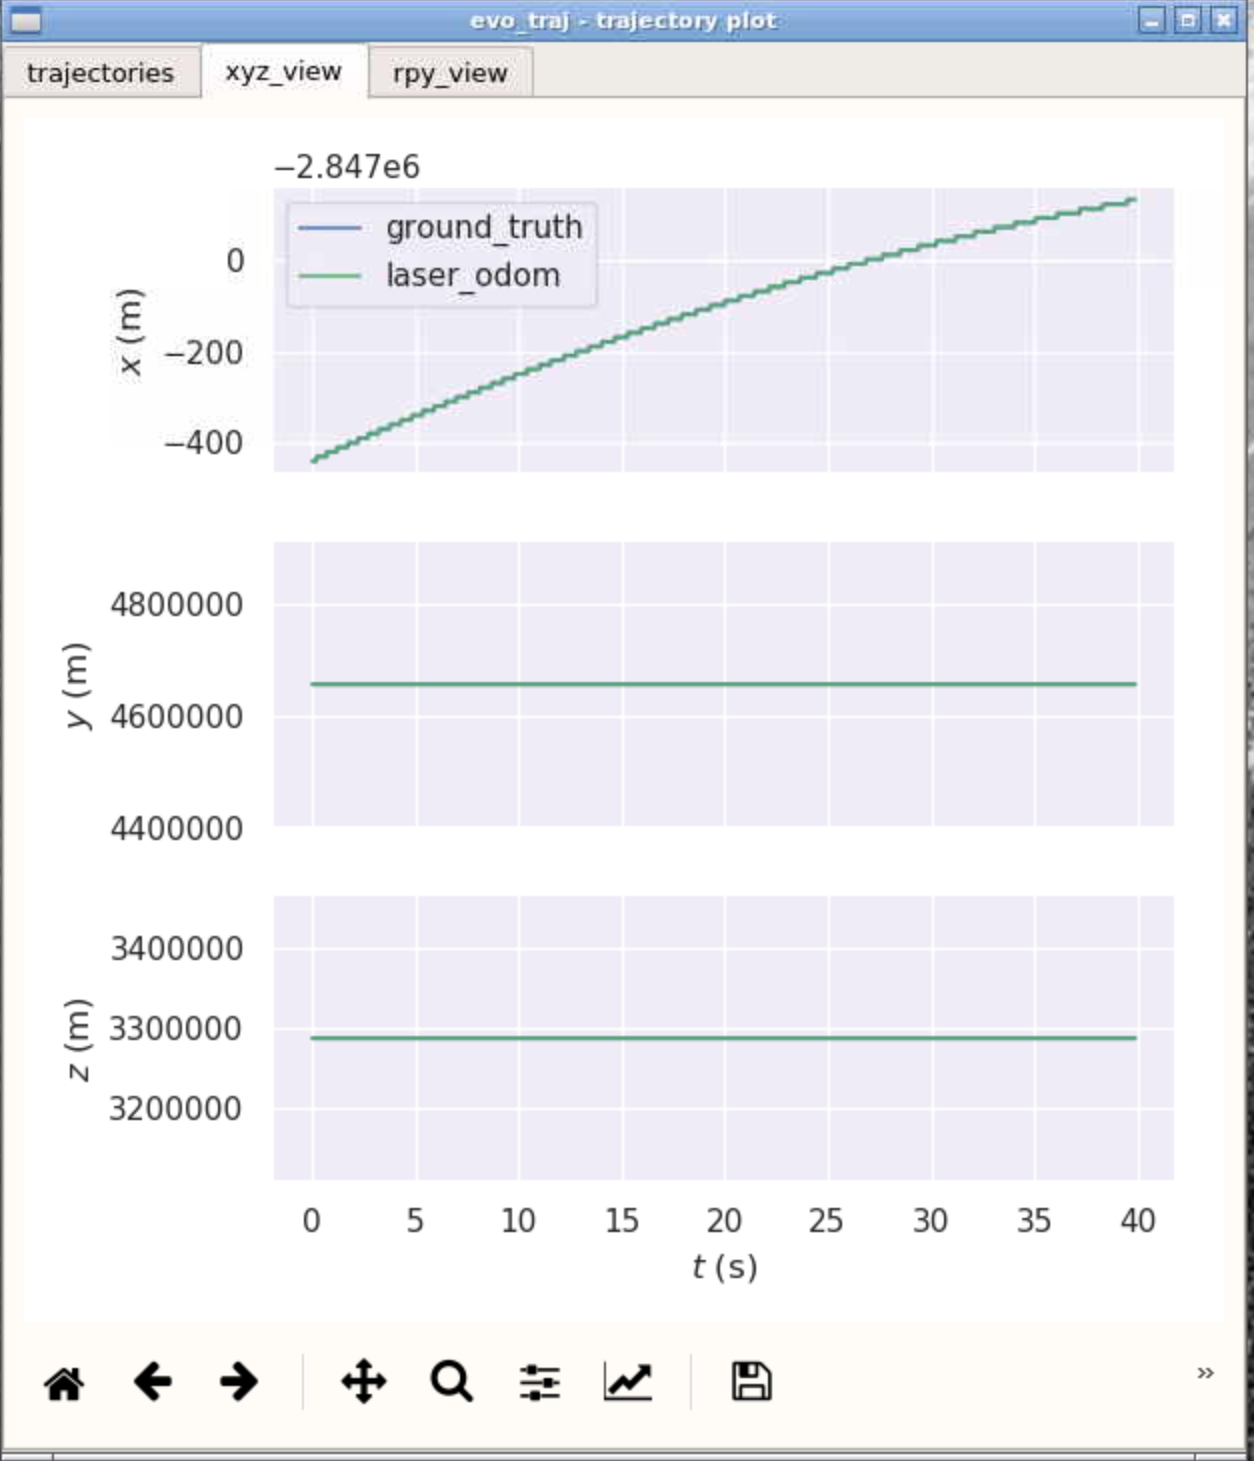 evo_traj - trajectory plot
trajectories xyz_view rpy_view
−2.847e6
ground_truth
laser_odom
0
−200
−400
x (m)
4800000
4600000
4400000
y (m)
3400000
3300000
3200000
z (m)
0 5 10 15 20 25 30 35 40
t (s)
»